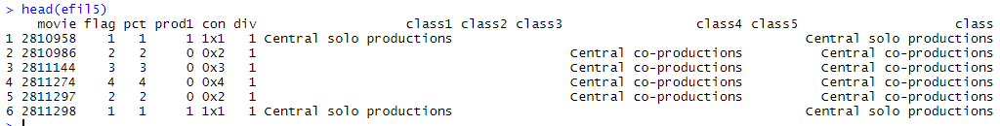 > head(efil5)
movie flag pct prod1 con div class1 class2 class3 class4 class5 class
1 2810958 1 1 1 1x1 1 Central solo productions Central solo productions
2 2810986 2 2 0 0x2 1 Central co-productions Central co-productions
3 2811144 3 3 0 0x3 1 Central co-productions Central co-productions
4 2811274 4 4 0 0x4 1 Central co-productions Central co-productions
5 2811297 2 2 0 0x2 1 Central co-productions Central co-productions
6 2811298 1 1 1 1x1 1 Central solo productions Central solo productions
>